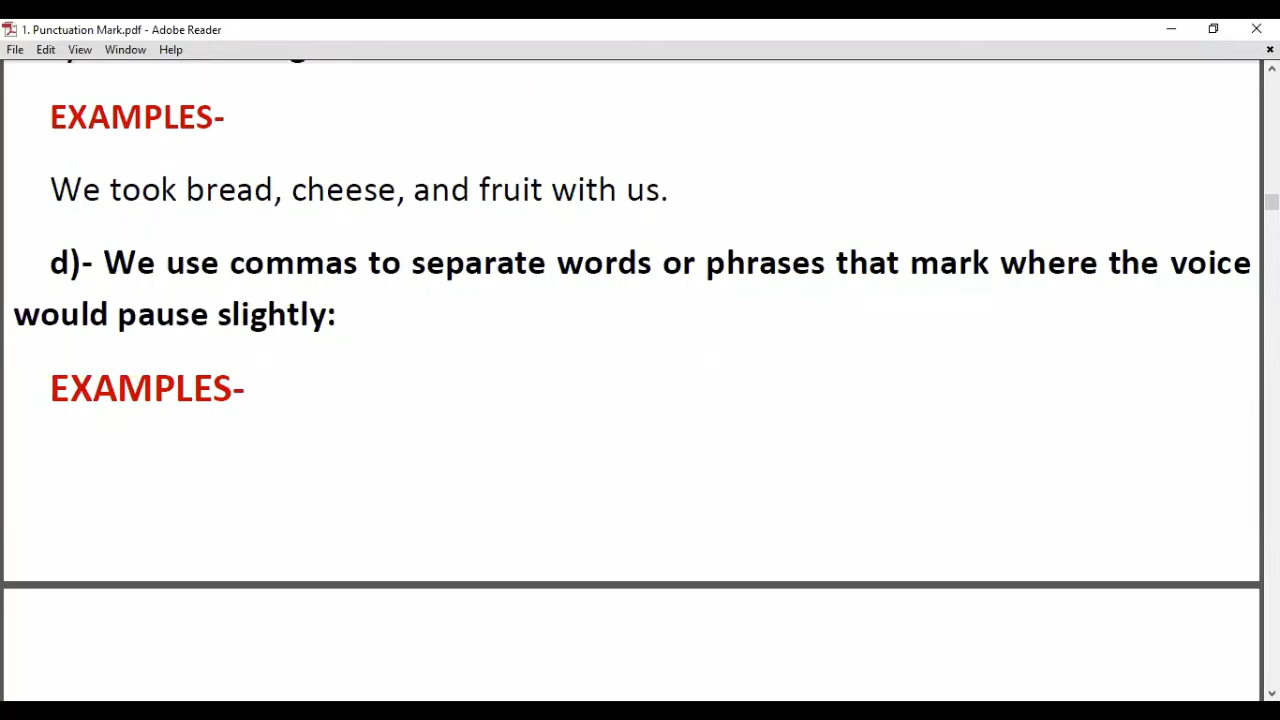 1. Punctuation Mark.pdf - Adobe Reader
File Edit View Window Help
EXAMPLES-
We took bread, cheese, and fruit with us.
d)- We use commas to separate words or phrases that mark where the voice
would pause slightly:
EXAMPLES-